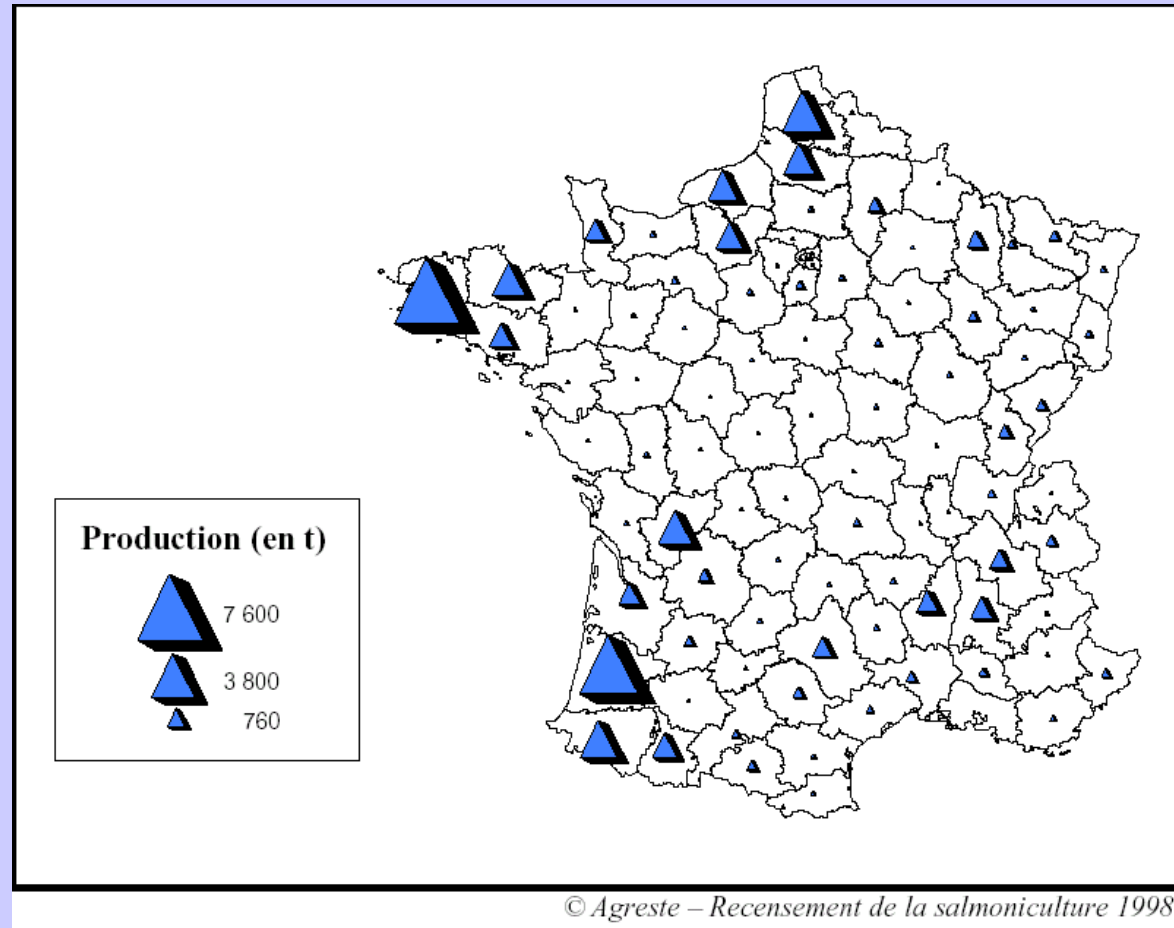 Production (en t)
7 600
3 800
760
© Agreste – Recensement de la salmoniculture 1998